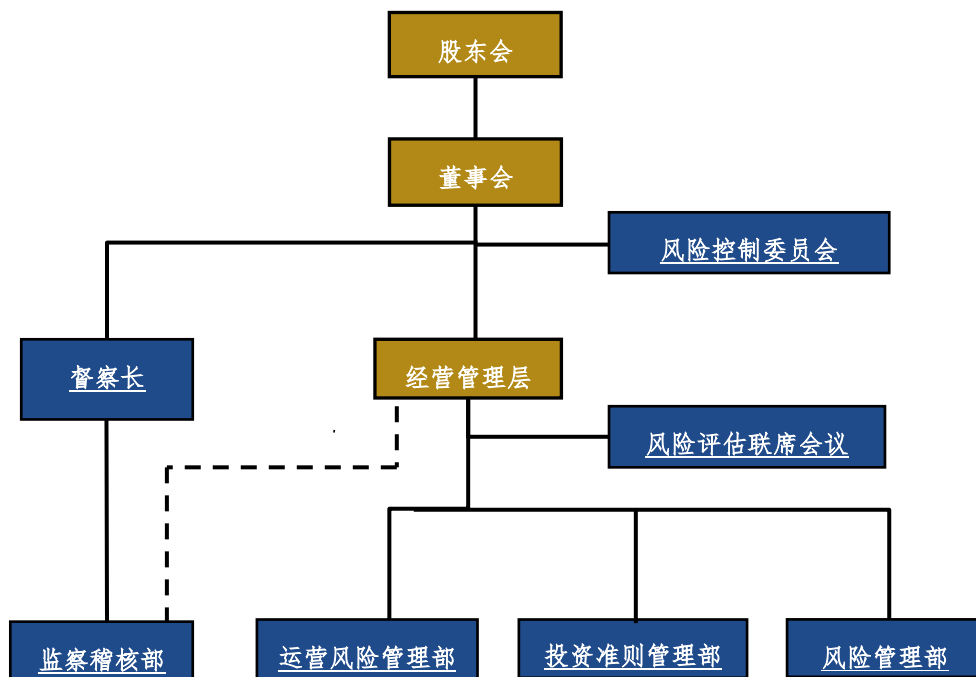 股东会
董事会
风险控制委员会
督察长
经营管理层
风险评估联席会议
监察稽核部
运营风险管理部
投资准则管理部
风险管理部